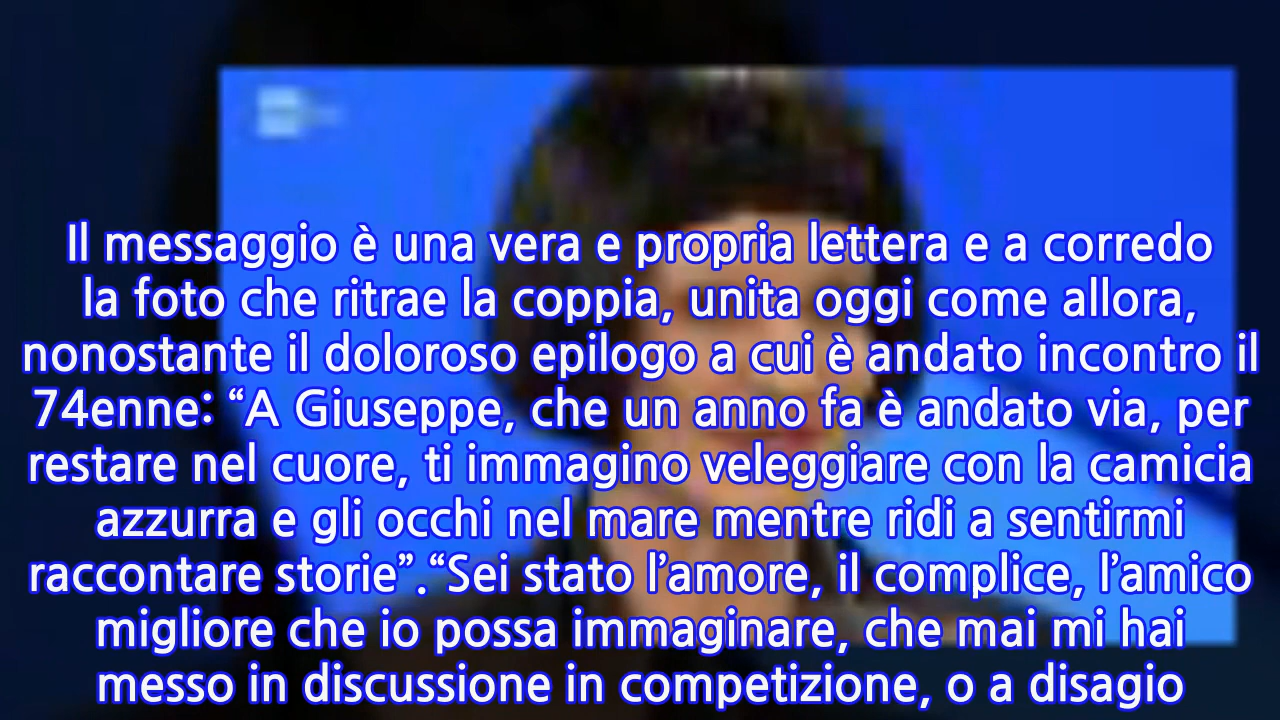 Il messaggio è una vera e propria lettera e a corredo
la foto che ritrae la coppia, unita oggi come allora,
nonostante il doloroso epilogo a cui è andato incontro il
74enne: “A Giuseppe, che un anno fa è andato via, per
restare nel cuore, ti immagino veleggiare con la camicia
azzurra e gli occhi nel mare mentre ridi a sentirmi
raccontare storie”.“Sei stato l’amore, il complice, l’amico
migliore che io possa immaginare, che mai mi hai
messo in discussione in competizione, o a disagio